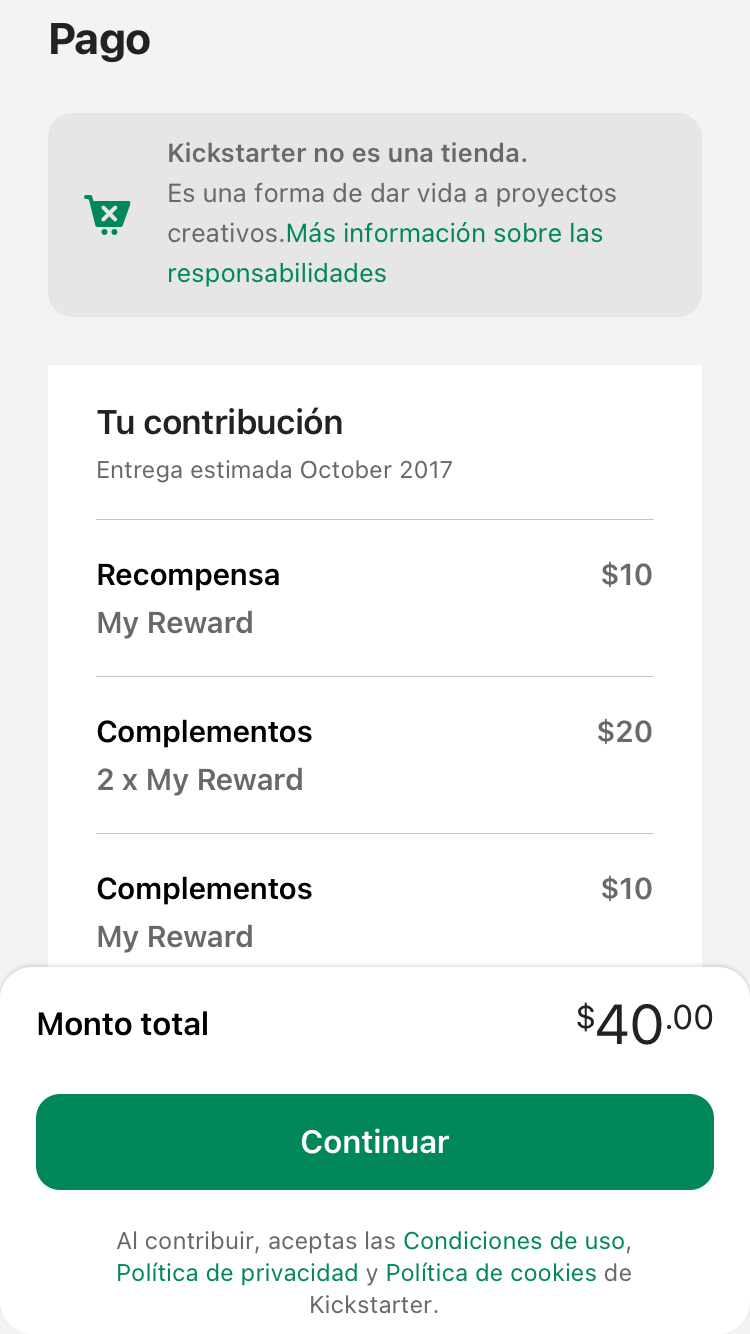 Pago
Kickstarter no es una tienda.
Es una forma de dar vida a proyectos
creativos.Más información sobre las
responsabilidades
Tu contribución
Entrega estimada October 2017
Recompensa $10
My Reward
Complementos $20
2 x My Reward
Complementos $10
My Reward
Monto total $40.00
Continuar
Al contribuir, aceptas las Condiciones de uso,
Política de privacidad y Política de cookies de
Kickstarter.